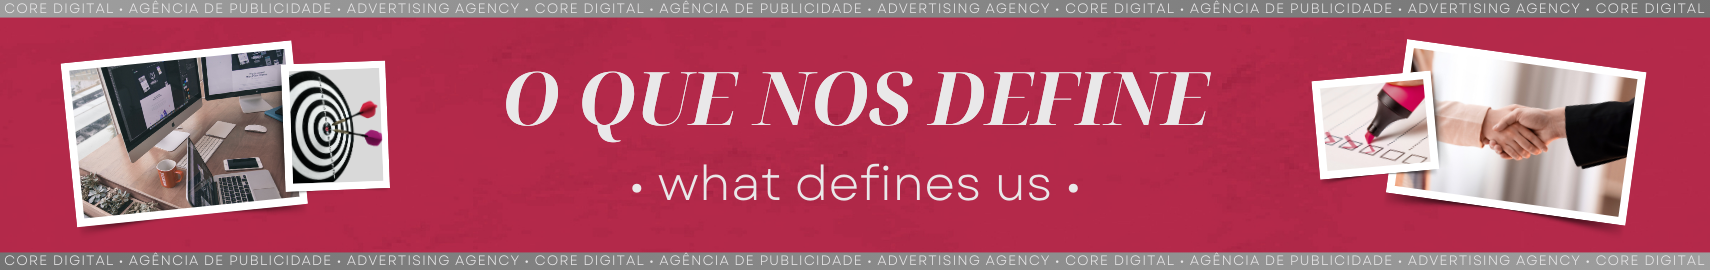 CORE DIGITAL • AGÊNCIA DE PUBLICIDADE • ADVERTISING AGENCY • CORE DIGITAL • AGÊNCIA DE PUBLICIDADE • ADVERTISING AGENCY • CORE DIGITAL • AGÊNCIA DE PUBLICIDADE • ADVERTISING AGENCY • CORE DIGITAL
O QUE NOS DEFINE
• what defines us •
CORE DIGITAL • AGÊNCIA DE PUBLICIDADE • ADVERTISING AGENCY • CORE DIGITAL • AGÊNCIA DE PUBLICIDADE • ADVERTISING AGENCY • CORE DIGITAL • AGÊNCIA DE PUBLICIDADE • ADVERTISING AGENCY • CORE DIGITAL